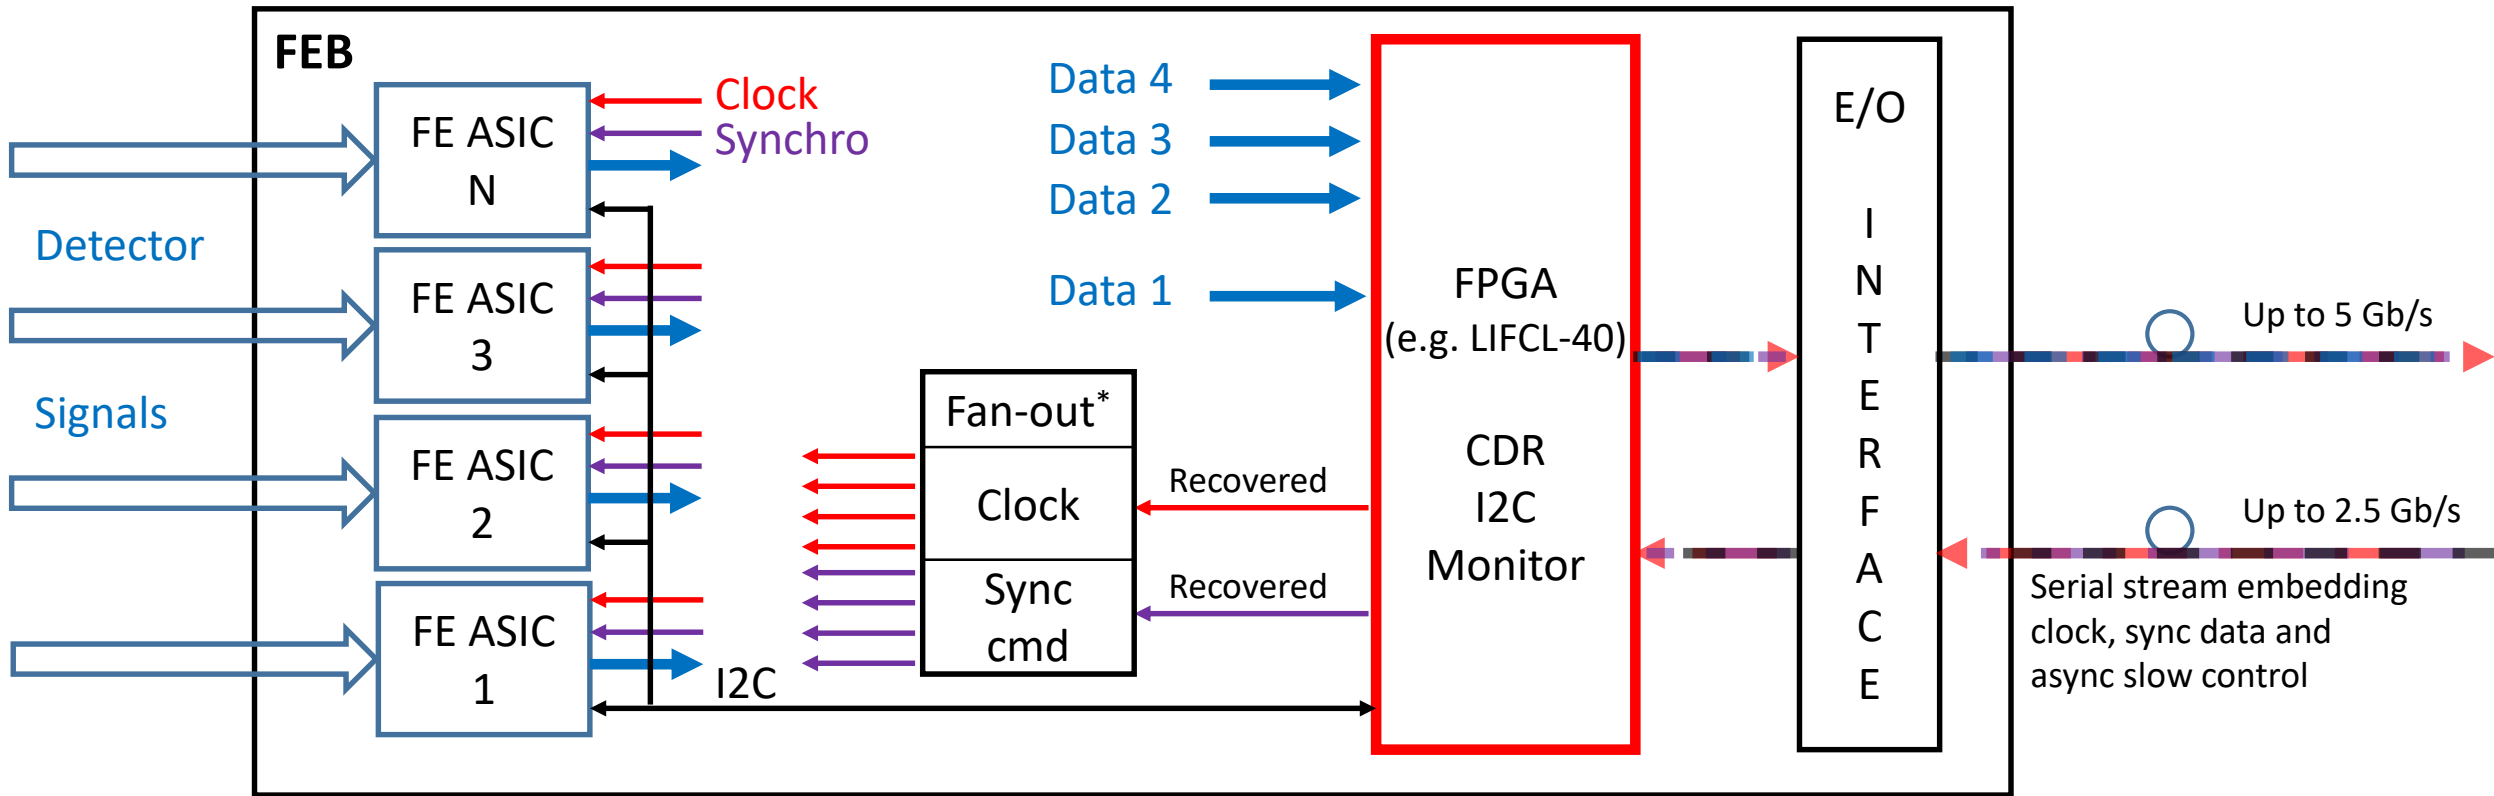 FEB
Detector
Signals
FE ASIC
N
FE ASIC
3
FE ASIC
2
FE ASIC
1
Clock
Synchro
I2C
Data 4
Data 3
Data 2
Data 1
Fan-out*
Clock
Sync
cmd
Recovered
Recovered
FPGA
(e.g. LIFCL-40)
CDR
I2C
Monitor
E/O
I
N
T
E
R
F
A
C
E
Up to 5 Gb/s
Up to 2.5 Gb/s
Serial stream embedding
clock, sync data and
async slow control